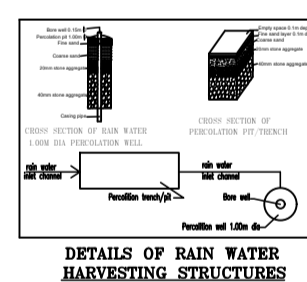 Bore well 0.15m
Percolation pit 1.00m
Fine sand
Coarse sand
20mm stone aggregate
40mm stone aggregate
Casing pipe
CROSS SECTION OF RAIN WATER
1.00M DIA PERCOLATION WELL
Empty space 0.1m dep
Fine sand layer 0.1m d
Coarse sand
20mm stone aggregate
40mm stone aggregate
CROSS SECTION OF
PERCOLATION PIT/TRENCH
rain water
inlet channel
Percolition trench/pit
rain water
inlet channel
Bore well
Percolition well 1.00m dia
DETAILS OF RAIN WATER
HARVESTING STRUCTURES